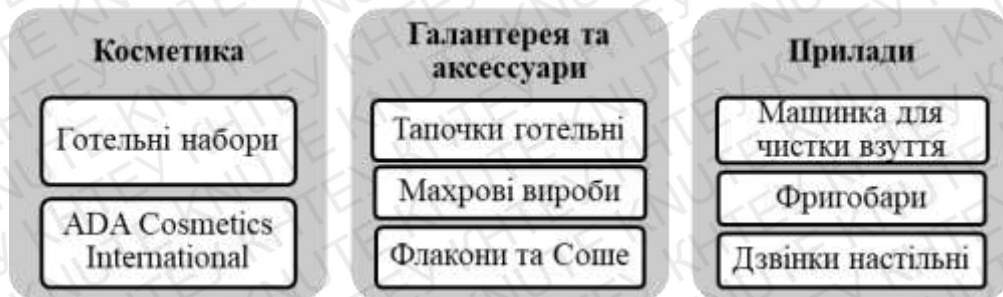 Косметика
Готельні набори
ADA Cosmetics
International
Галантерея та
аксессуари
Тапочки готельні
Махрові вироби
Флакони та Соше
Прилади
Машинка для
чистки взуття
Фригобари
Дзвінки настільні